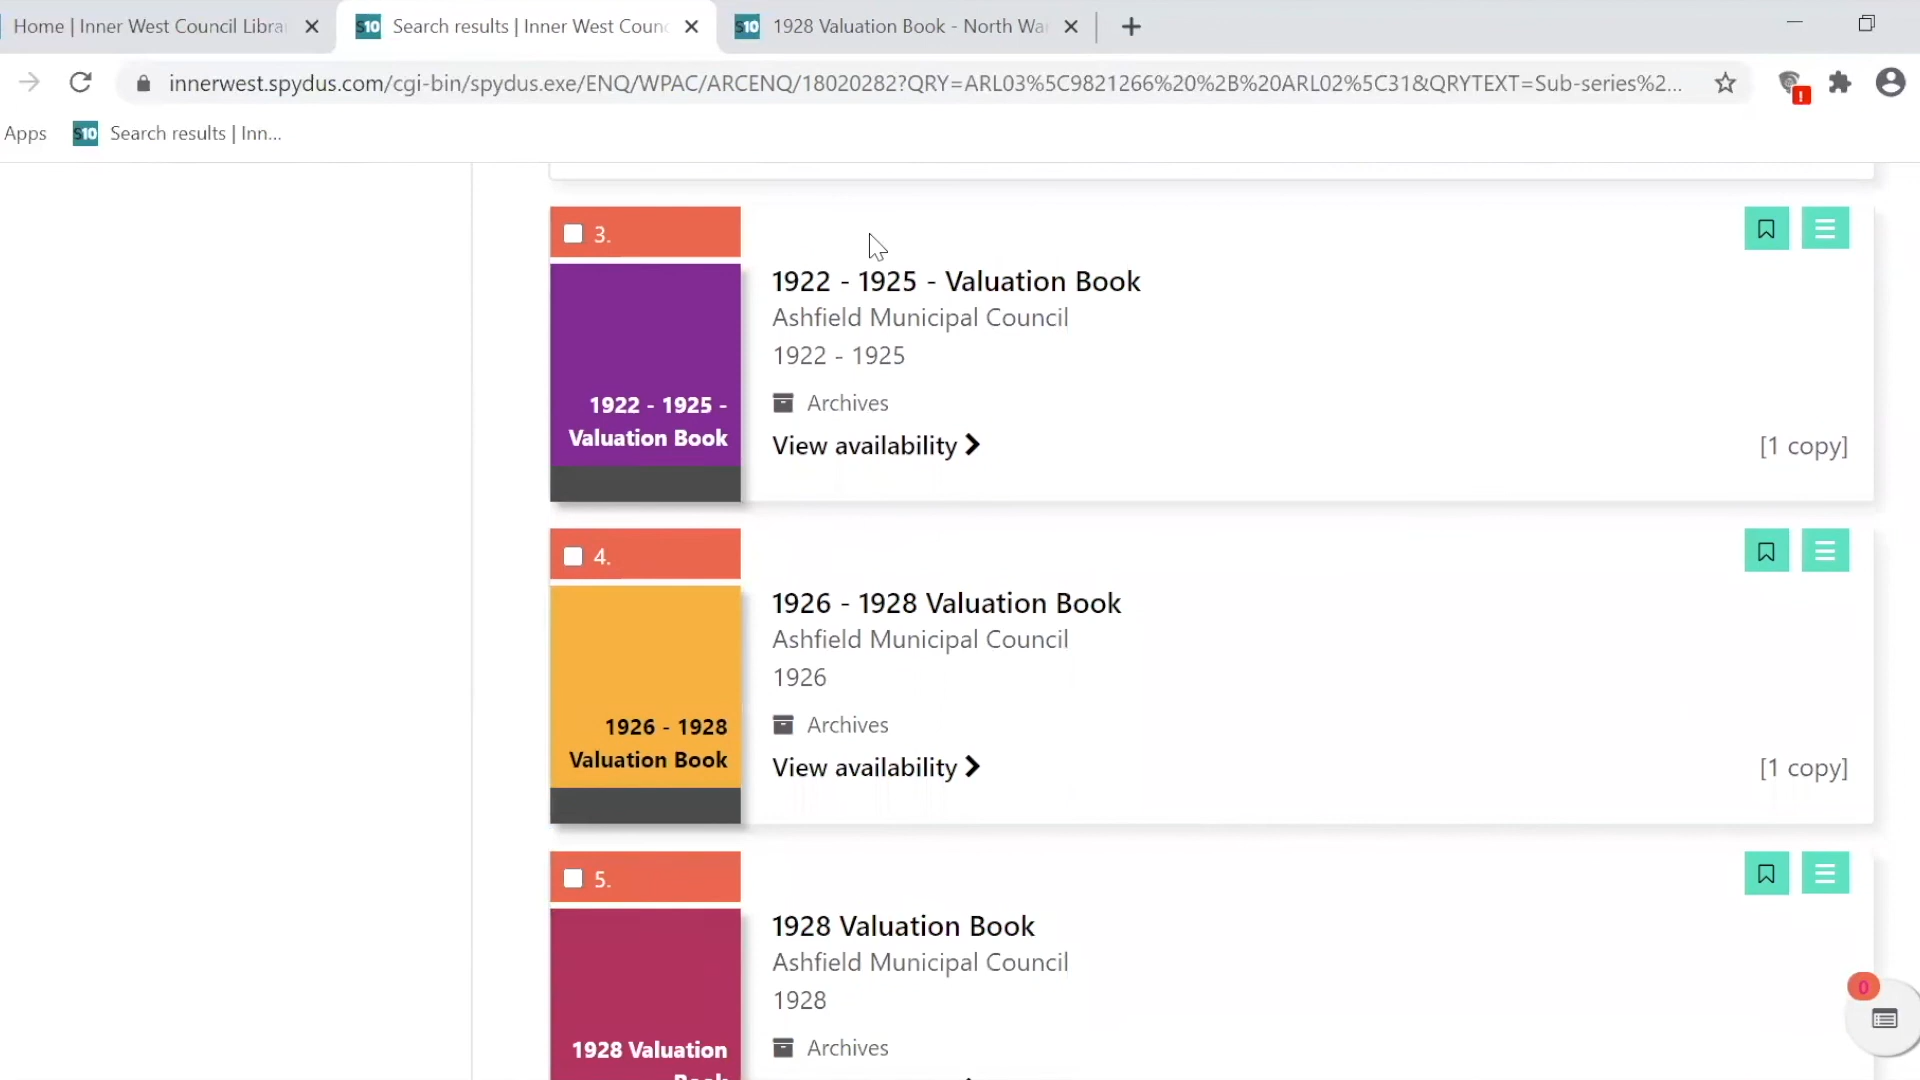 Home | Inner West Council Libra
S10 Search results | Inner West Counc
S10 1928 Valuation Book - North Wa
innerwest.spydus.com/cgi-bin/spydus.exe/ENQ/WPAC/ARCENQ/18020282?QRY=ARL03%5C9821266%20%2B%20ARL02%5C31&QRYTEXT=Sub-series%2...
Apps
S10 Search results | Inn...
3.
1922 - 1925 - Valuation Book
Ashfield Municipal Council
1922 - 1925
1922 - 1925 -
Valuation Book
Archives
View availability
[1 copy]
4.
1926 - 1928 Valuation Book
Ashfield Municipal Council
1926
1926 - 1928
Valuation Book
Archives
View availability
[1 copy]
5.
1928 Valuation Book
Ashfield Municipal Council
1928
1928 Valuation
Book
Archives
0